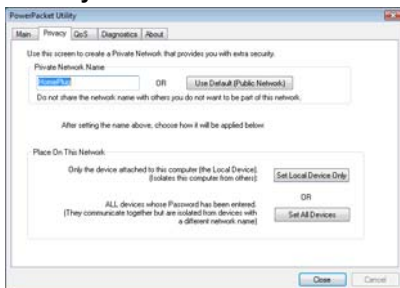 PowerPacket Utility
Main Privacy QoS Diagnostics About
Use this screen to create a Private Network that provides you with extra security.
Private Network Name
HomePlug OR Use Default (Public Network)
Do not share the network name with others you do not want to be part of this network.
After setting the name above, choose how it will be applied below.
Place On This Network
Only the device attached to this computer (the Local Device). Set Local Device Only
(Isolates this computer from others):
OR
ALL devices whose Password has been entered. Set All Devices
(They communicate together but are isolated from devices with
a different network name)
Close Cancel